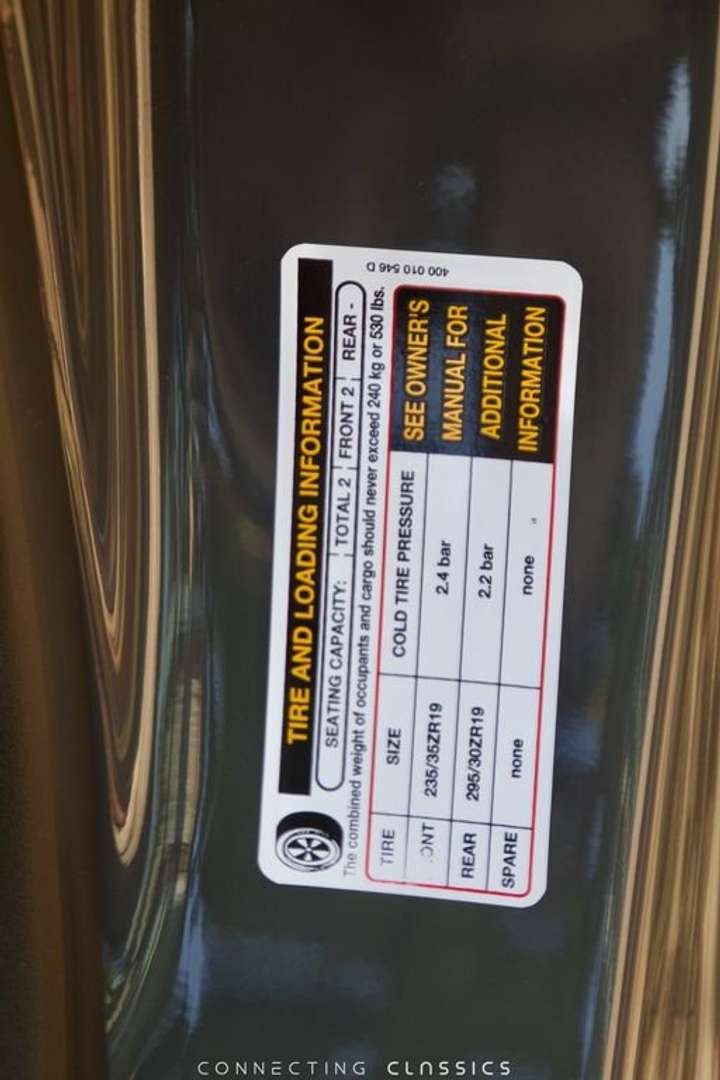 400 010 546 D
TIRE AND LOADING INFORMATION
SEATING CAPACITY: TOTAL 2 FRONT 2 REAR -
The combined weight of occupants and cargo should never exceed 240 kg or 530 lbs.
TIRE SIZE COLD TIRE PRESSURE
ONT 235/35ZR19 2.4 bar
REAR 295/30ZR19 2.2 bar
SPARE none none
SEE OWNER'S
MANUAL FOR
ADDITIONAL
INFORMATION
CONNECTING CLASSICS